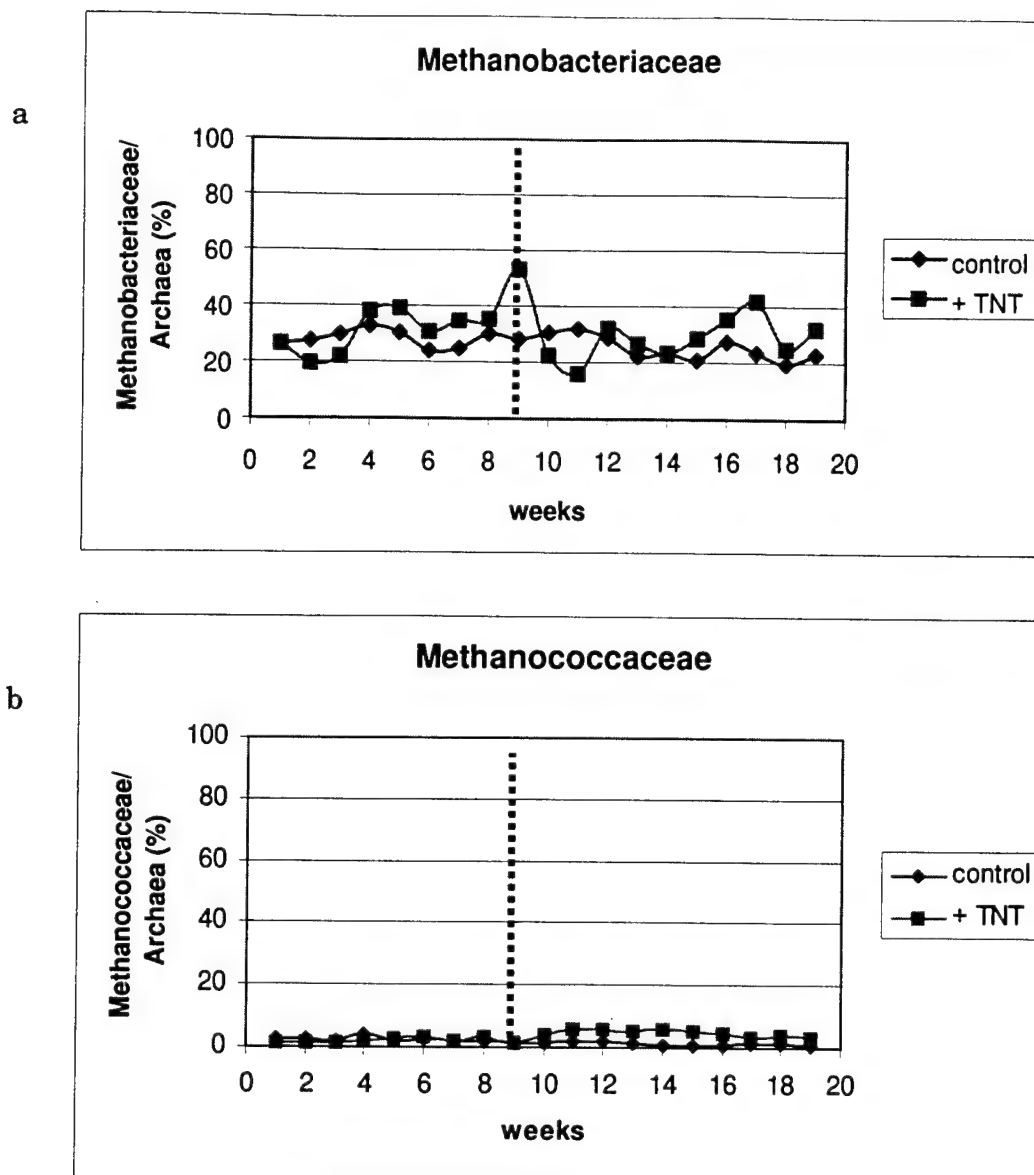 a
Methanobacteriaceae
Methanobacteriaceae/
Archaea (%)
100
80
60
40
20
0
0 2 4 6 8 10 12 14 16 18 20
weeks
control
+ TNT
b
Methanococcaceae
Methanococcaceae/
Archaea (%)
100
80
60
40
20
0
0 2 4 6 8 10 12 14 16 18 20
weeks
control
+ TNT